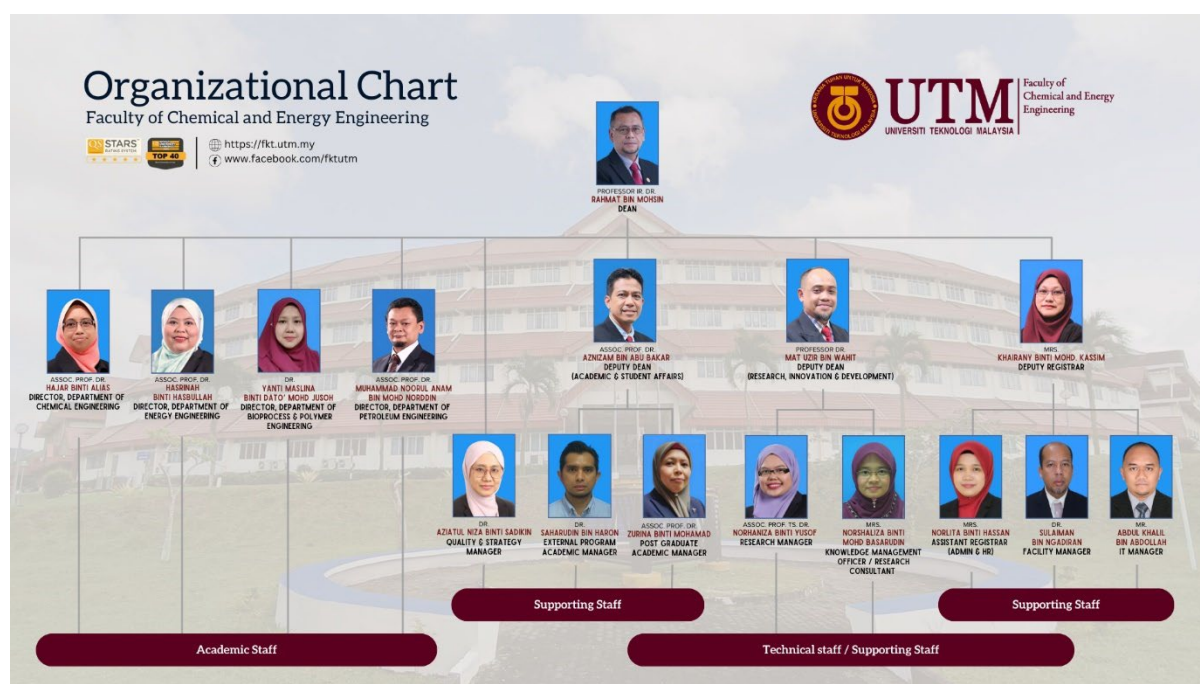 Organizational Chart
Faculty of Chemical and Energy Engineering
QS STARS
RATING SYSTEM
TOP 40
https://fkt.utm.my
www.facebook.com/fktutm
UTM
UNIVERSITI TEKNOLOGI MALAYSIA
Faculty of
Chemical and Energy
Engineering
PROFESSOR IR. DR.
RAHMAT BIN MOHSIN
DEAN
ASSOC. PROF. DR.
HAJAR BINTI ALIAS
DIRECTOR, DEPARTMENT OF
CHEMICAL ENGINEERING
ASSOC. PROF. DR.
HASRINAH
BINTI HASBULLAH
DIRECTOR, DEPARTMENT OF
ENERGY ENGINEERING
DR.
YANTI MASLINA
BINTI DATO' MOHD JUSOH
DIRECTOR, DEPARTMENT OF
BIOPROCESS & POLYMER
ENGINEERING
ASSOC. PROF. DR.
MUHAMMAD NOORUL ANAM
BIN MOHD NORDDIN
DIRECTOR, DEPARTMENT OF
PETROLEUM ENGINEERING
ASSOC. PROF. DR.
AZNIZAM BIN ABU BAKAR
DEPUTY DEAN
(ACADEMIC & STUDENT AFFAIRS)
PROFESSOR DR.
MAT UZIR BIN WAHIT
DEPUTY DEAN
(RESEARCH, INNOVATION & DEVELOPMENT)
MRS.
KHAIRANY BINTI MOHD. KASSIM
DEPUTY REGISTRAR
DR.
AZIATUL NIZA BINTI SADIKIN
QUALITY & STRATEGY
MANAGER
DR.
SAHARUDIN BIN HARON
EXTERNAL PROGRAM
ACADEMIC MANAGER
ASSOC. PROF. DR.
ZURINA BINTI MOHAMAD
POST GRADUATE
ACADEMIC MANAGER
ASSOC. PROF. TS. DR.
NORHANIZA BINTI YUSOF
RESEARCH MANAGER
MRS.
NORSHALIZA BINTI
MOHD BASARUDIN
KNOWLEDGE MANAGEMENT
OFFICER / RESEARCH
CONSULTANT
MRS.
NORLITA BINTI HASSAN
ASSISTANT REGISTRAR
(ADMIN & HR)
DR.
SULAIMAN
BIN NGADIRAN
FACILITY MANAGER
MR.
ABDUL KHALIL
BIN ABDOLLAH
IT MANAGER
Supporting Staff
Supporting Staff
Academic Staff
Technical staff / Supporting Staff